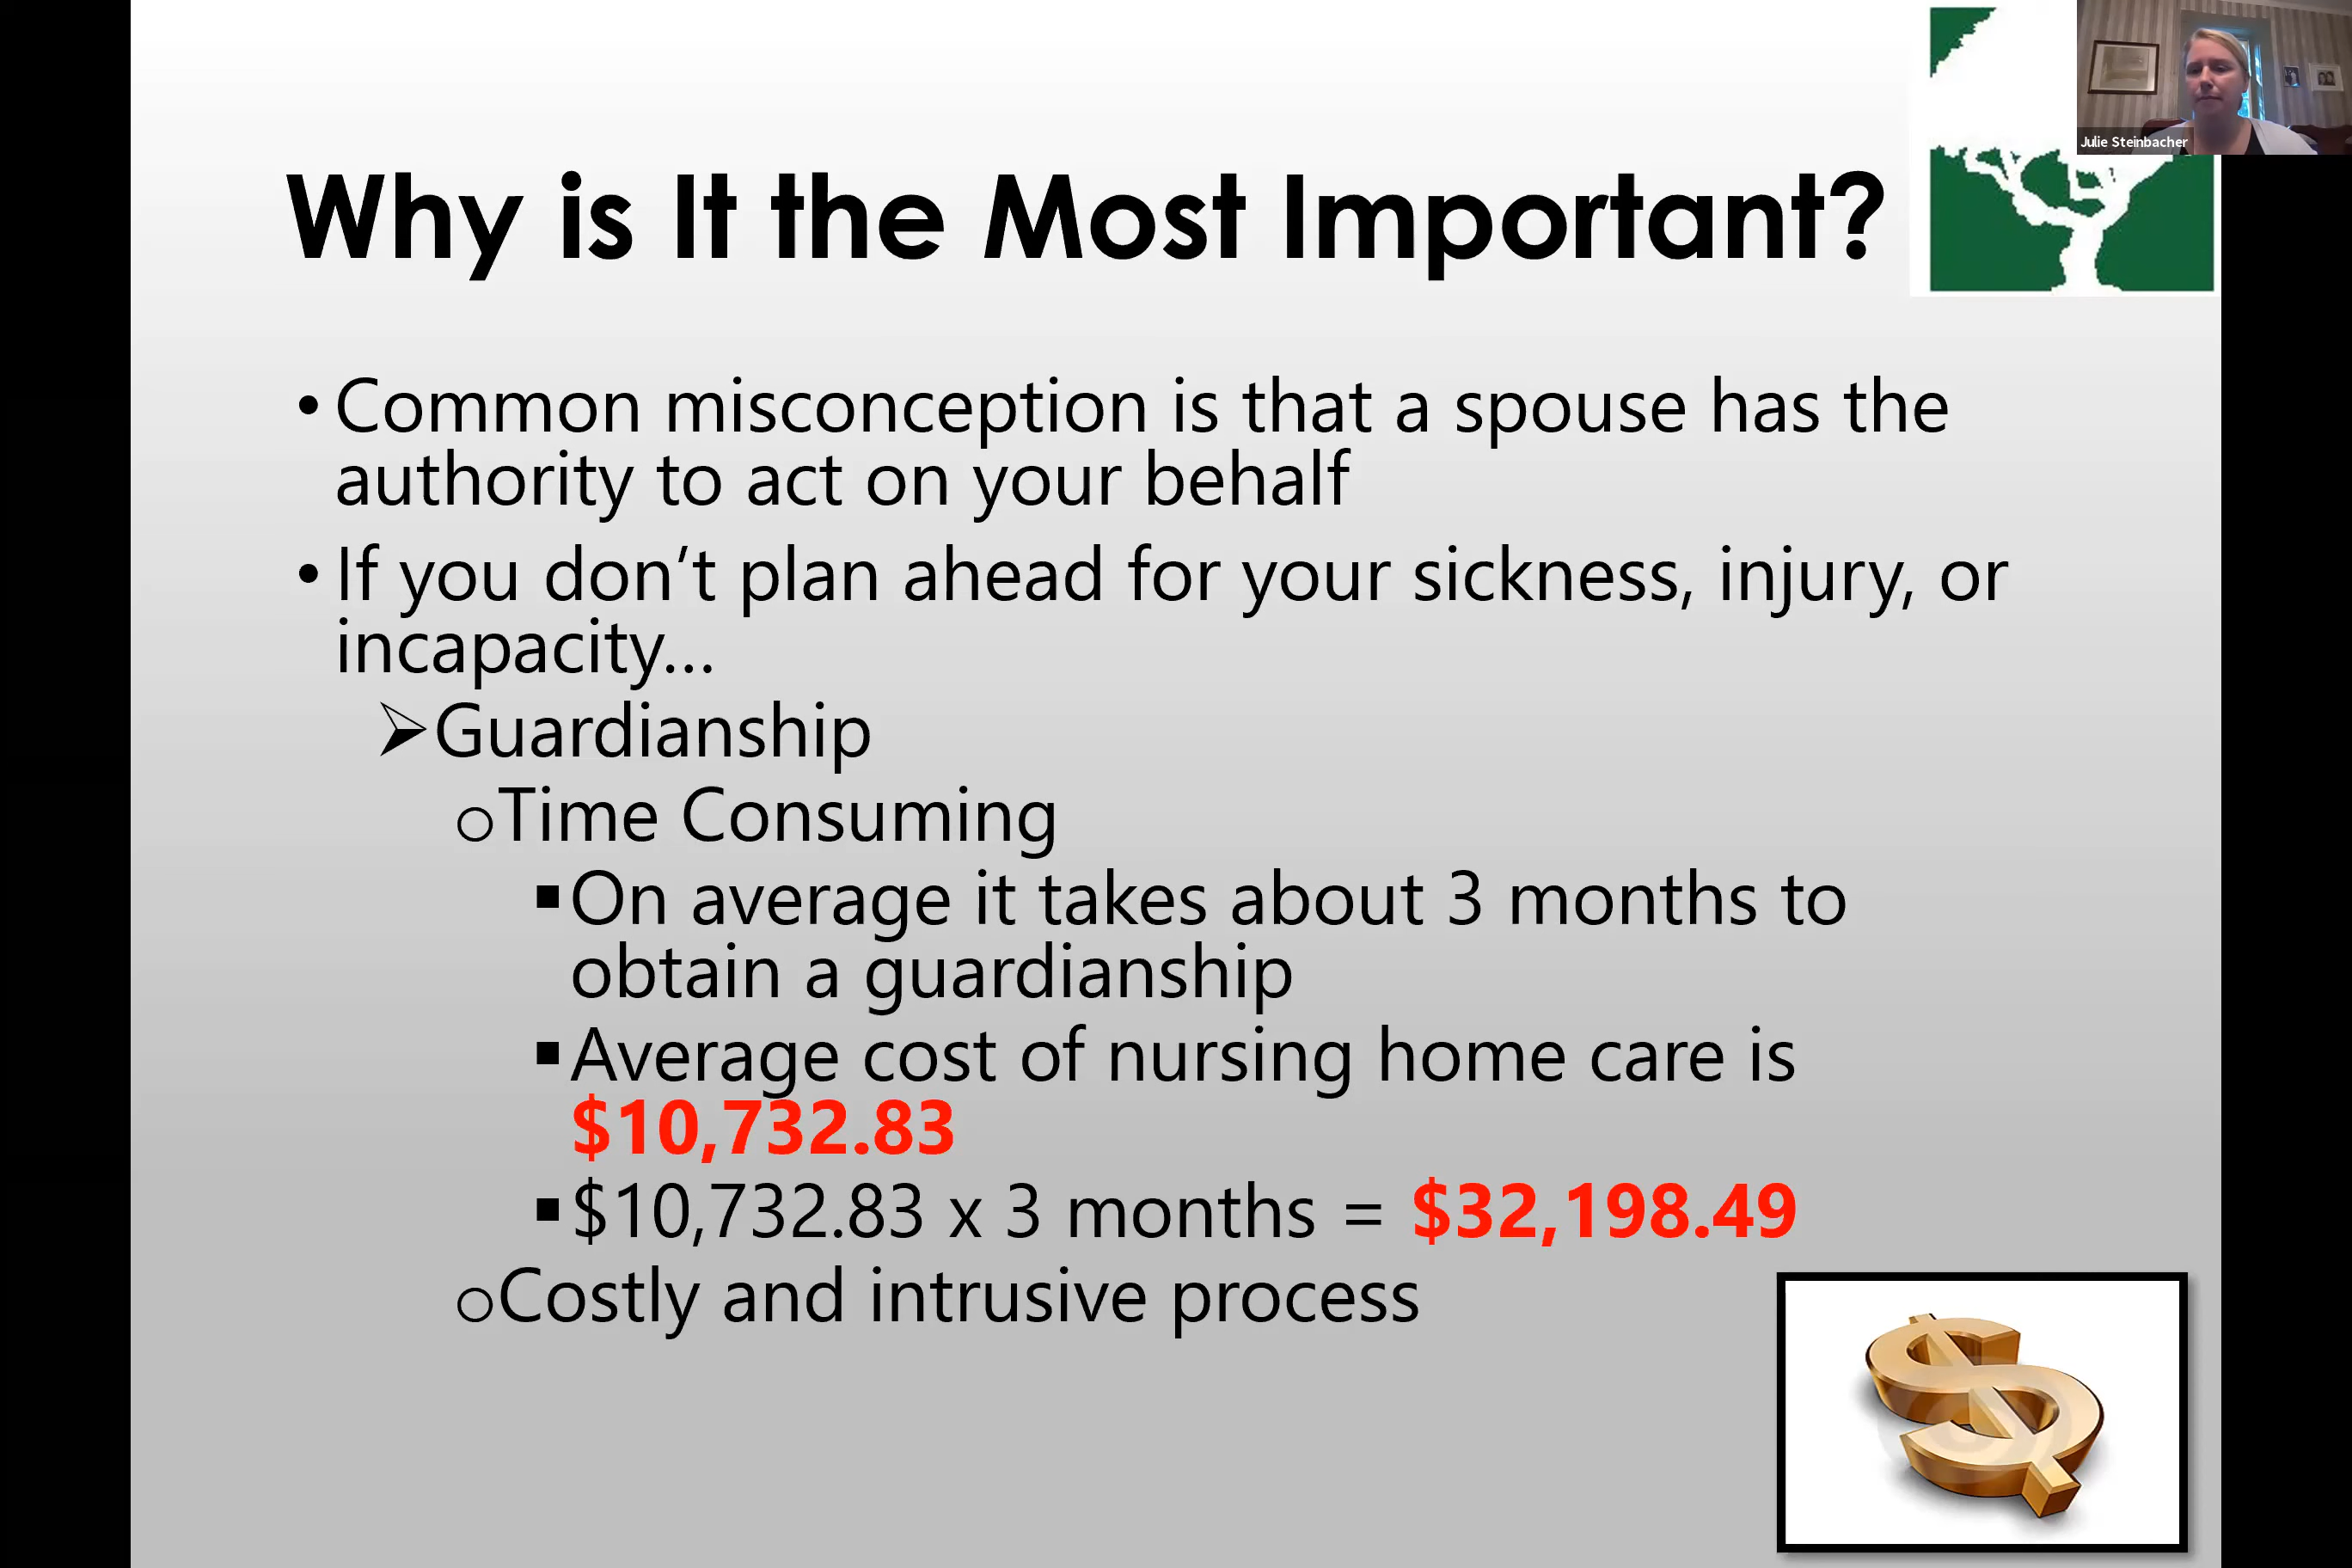 Julie Steinbacher
Why is It the Most Important?
• Common misconception is that a spouse has the
authority to act on your behalf
• If you don’t plan ahead for your sickness, injury, or
incapacity...
➢Guardianship
oTime Consuming
▪On average it takes about 3 months to
obtain a guardianship
▪Average cost of nursing home care is
$10,732.83
▪$10,732.83 x 3 months = $32,198.49
oCostly and intrusive process